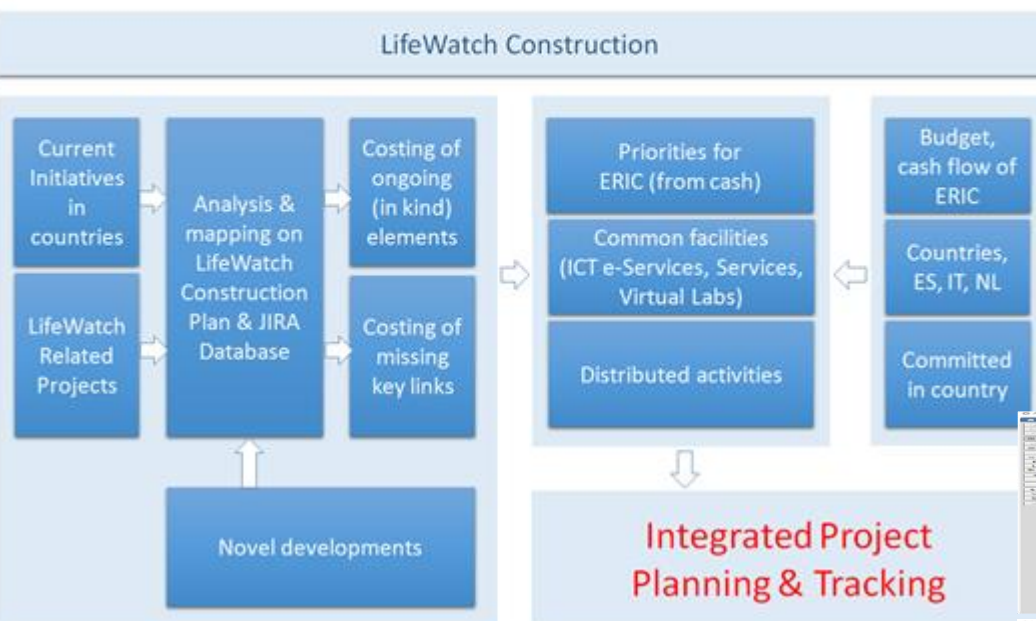 LifeWatch Construction
Current
Initiatives
in
countries
LifeWatch
Related
Projects
Analysis &
mapping on
LifeWatch
Construction
Plan & JIRA
Database
Costing of
ongoing
(in kind)
elements
Costing of
missing
key links
Novel developments
Priorities for
ERIC (from cash)
Common facilities
(ICT e-Services, Services,
Virtual Labs)
Distributed activities
Budget,
cash flow of
ERIC
Countries,
ES, IT, NL
Committed
in country
Integrated Project
Planning & Tracking